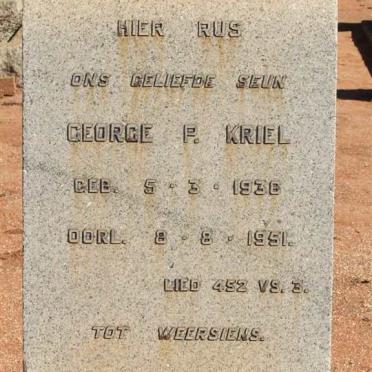 HIER RUS
ONS GELIEFDE SEUN
GEORGE P. KRIEL
GEB. 5 · 3 · 1936
OORL. 8 · 8 · 1951.
LIED 452 VS. 3.
TOT WEERSIENS.